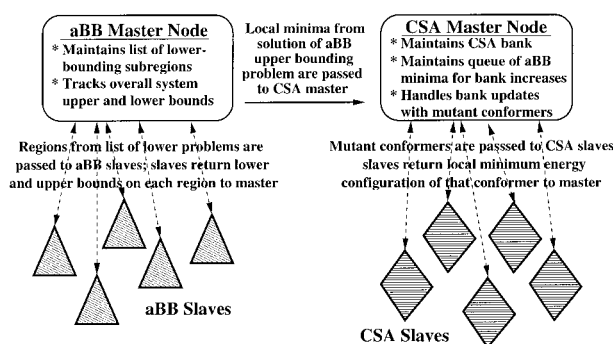 aBB Master Node
* Maintains list of lower-
bounding subregions
* Tracks overall system
upper and lower bounds
Local minima from
solution of aBB
upper bounding
problem are passed
to CSA master
CSA Master Node
* Maintains CSA bank
* Maintains queue of aBB
minima for bank increases
* Handles bank updates
with mutant conformers
Regions from list of lower problems are
passed to aBB slaves; slaves return lower
and upper bounds on each region to master
Mutant conformers are passed to CSA slaves
slaves return local minimum energy
configuration of that conformer to master
aBB Slaves
CSA Slaves